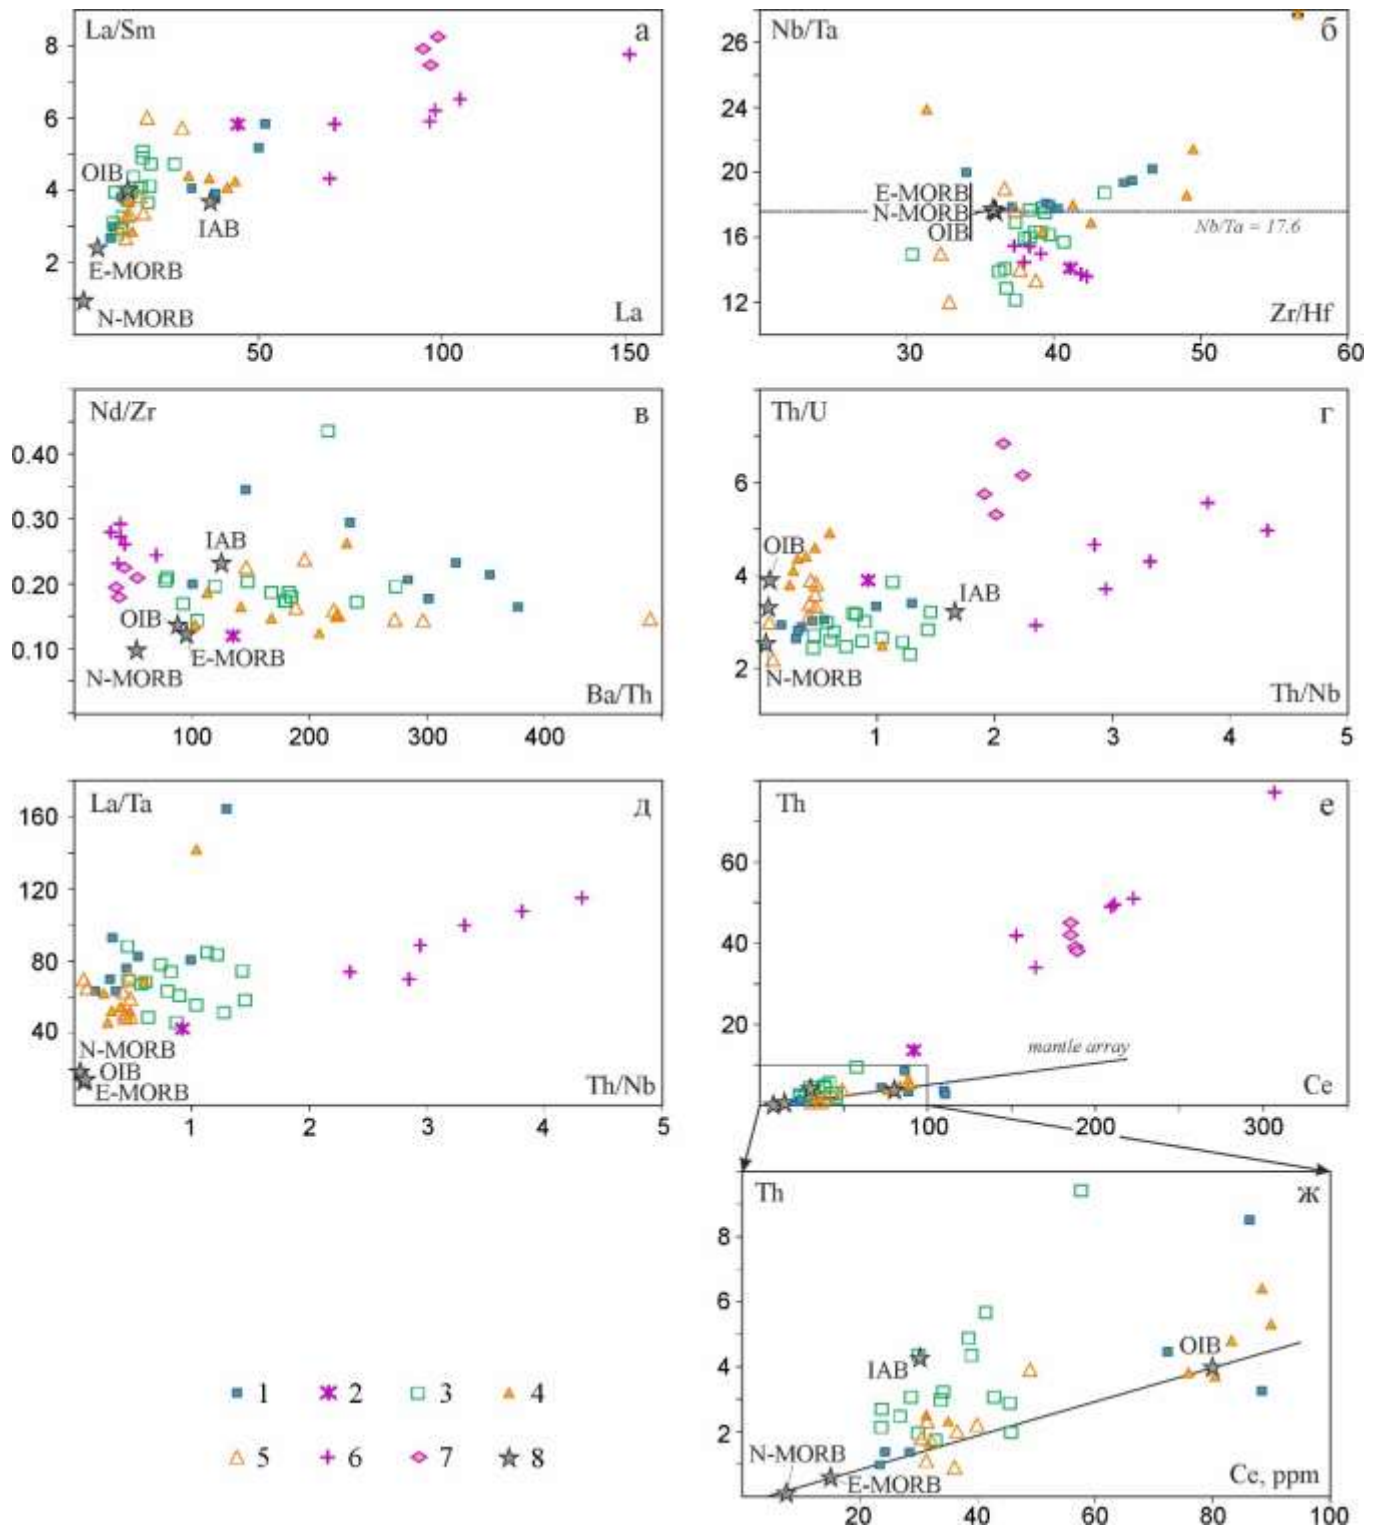 La/Sm
а
8
6
4
2
OIB
IAB
E-MORB
N-MORB
La
50
100
150
Nb/Ta
б
26
24
20
16
12
E-MORB
N-MORB
OIB
Nb/Ta = 17.6
Zr/Hf
30
40
50
60
Nd/Zr
в
0.40
0.30
0.20
0.10
IAB
OIB
E-MORB
N-MORB
Ba/Th
100
200
300
400
Th/U
г
6
4
2
OIB
IAB
N-MORB
Th/Nb
1
2
3
4
5
La/Ta
д
160
120
80
40
N-MORB
OIB
E-MORB
Th/Nb
1
2
3
4
5
Th
е
60
40
20
mantle array
Ce
100
200
300
Th
ж
8
6
4
2
IAB
OIB
N-MORB
E-MORB
Ce, ppm
20
40
60
80
100
1
2
3
4
5
6
7
8